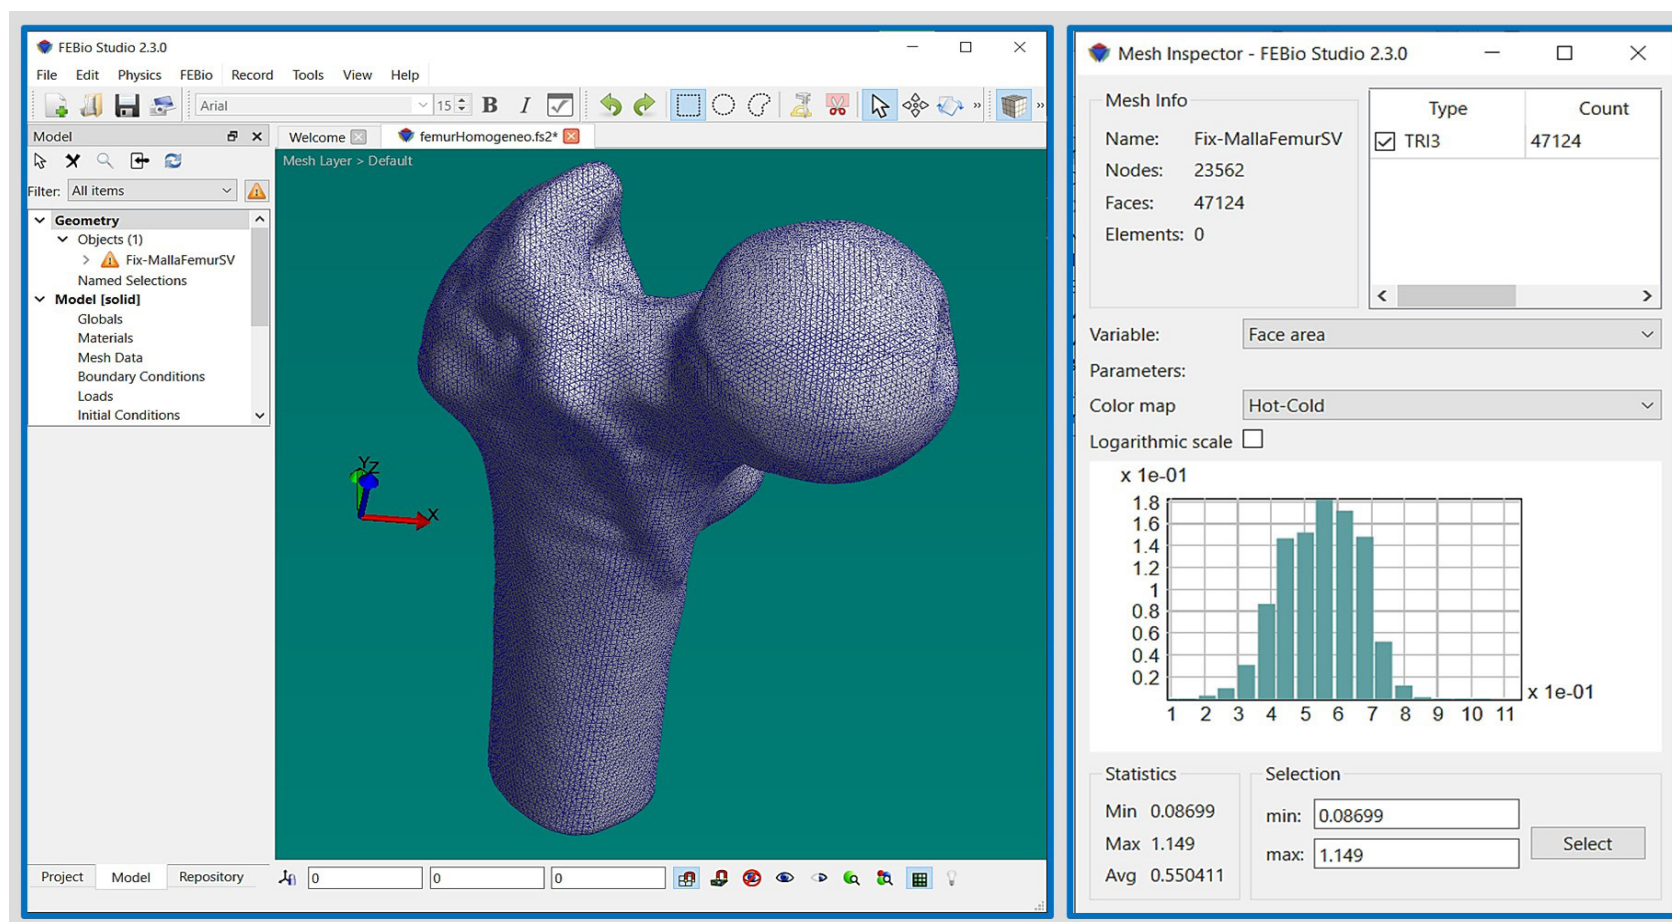 FEBio Studio 2.3.0
File Edit Physics FEBio Record Tools View Help
Arial 15 B I
Model
Welcome femurHomogeneo.fs2*
Mesh Layer > Default
Filter: All items
Geometry
Objects (1)
Fix-MallaFemurSV
Named Selections
Model [solid]
Globals
Materials
Mesh Data
Boundary Conditions
Loads
Initial Conditions
Y
Z
X
Project Model Repository
0 0 0
Mesh Inspector - FEBio Studio 2.3.0
Mesh Info
Name: Fix-MallaFemurSV
Nodes: 23562
Faces: 47124
Elements: 0
Type Count
TRI3 47124
Variable: Face area
Parameters:
Color map Hot-Cold
Logarithmic scale
x 1e-01
1.8
1.6
1.4
1.2
1
0.8
0.6
0.4
0.2
1 2 3 4 5 6 7 8 9 10 11
x 1e-01
Statistics
Min 0.08699
Max 1.149
Avg 0.550411
Selection
min: 0.08699
max: 1.149
Select